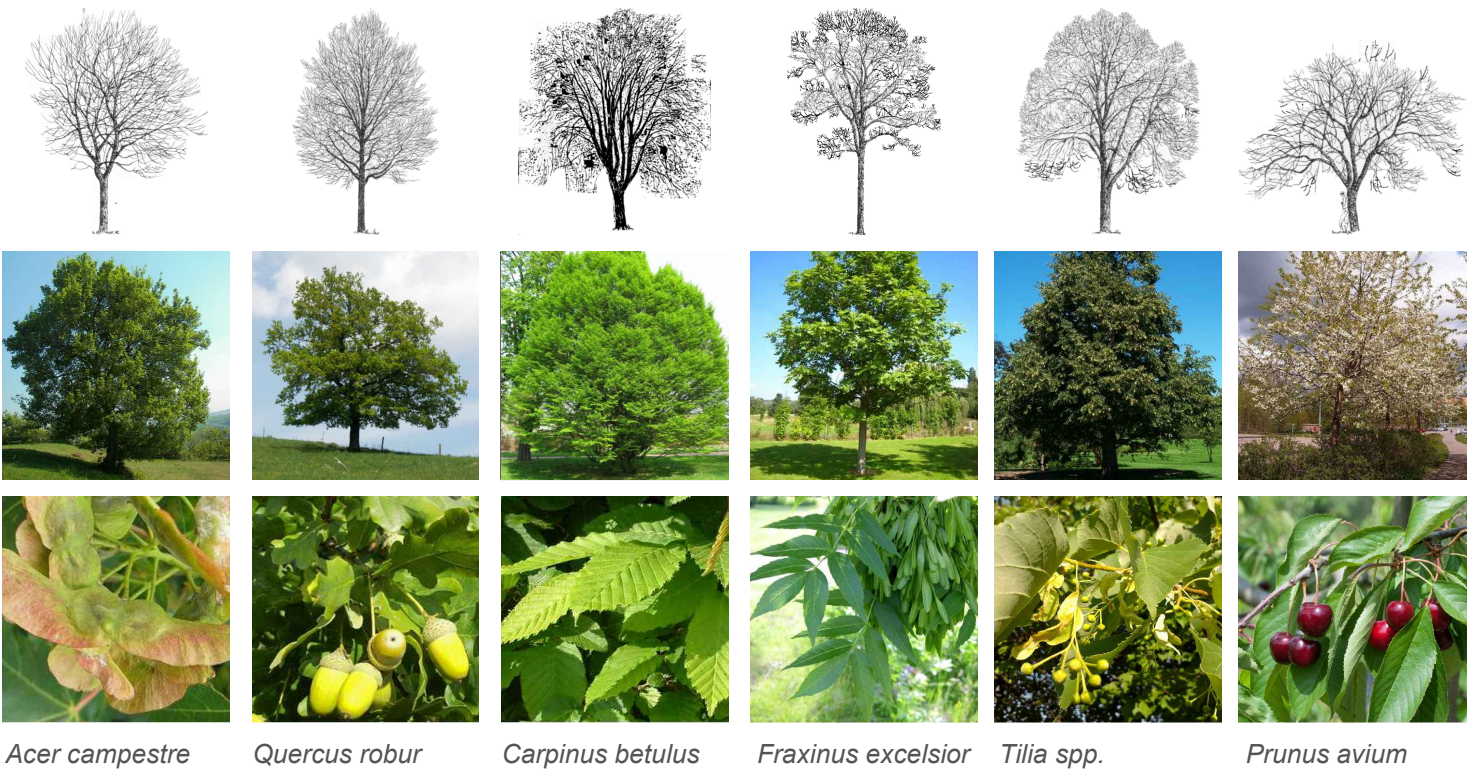 Acer campestre
Quercus robur
Carpinus betulus
Fraxinus excelsior
Tilia spp.
Prunus avium